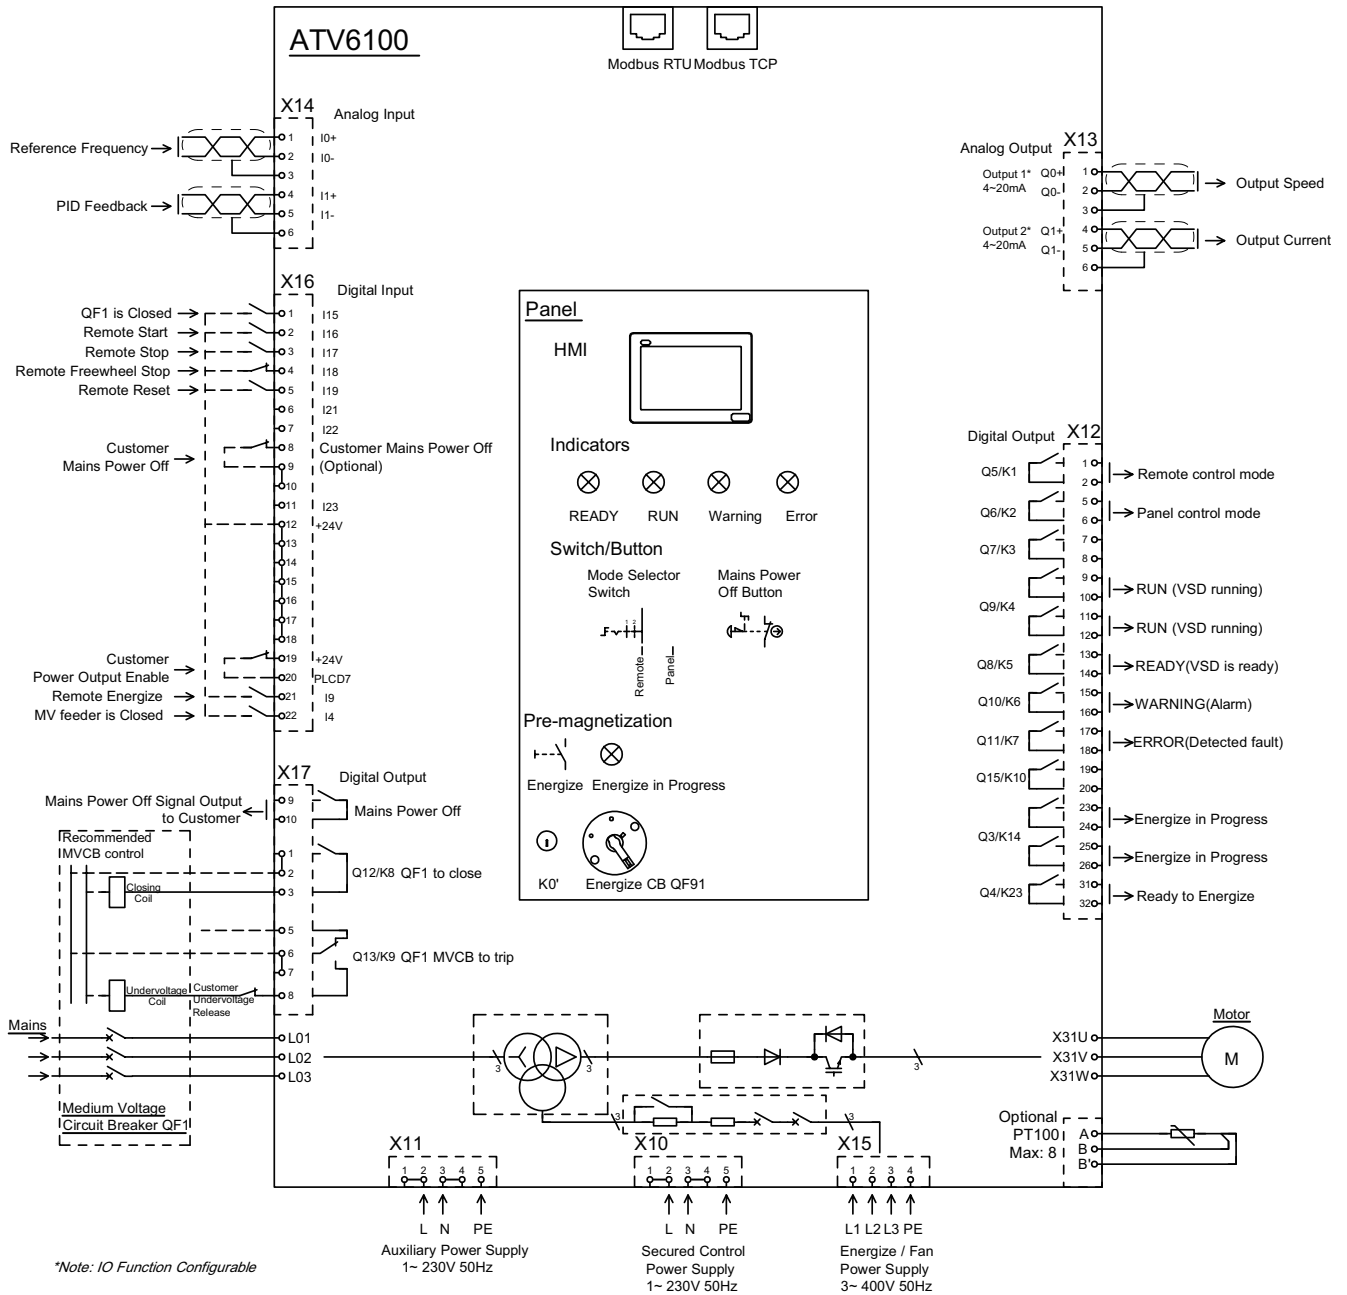 ATV6100
Modbus RTU
Modbus TCP
X14
Analog Input
Reference Frequency
1 I0+
2 I0-
3
PID Feedback
4 I1+
5 I1-
6
X13
Analog Output
Output 1*
4~20mA
Q0+ 1
Q0- 2
3
Output Speed
Output 2*
4~20mA
Q1+ 4
Q1- 5
6
Output Current
X16
Digital Input
QF1 is Closed 1 I15
Remote Start 2 I16
Remote Stop 3 I17
Remote Freewheel Stop 4 I18
Remote Reset 5 I19
6 I21
7 I22
Customer
Mains Power Off
8 Customer Mains Power Off
9 (Optional)
10
11 I23
12 +24V
13
14
15
16
17
18
Customer
Power Output Enable
19 +24V
20 PLCD7
Remote Energize 21 I9
MV feeder is Closed 22 I4
Panel
HMI
Indicators
READY RUN Warning Error
Switch/Button
Mode Selector
Switch
Mains Power
Off Button
1 2
Remote
Panel
Pre-magnetization
Energize Energize in Progress
K0'
Energize CB QF91
Digital Output
X12
Q5/K1 1 2 Remote control mode
Q6/K2 5 6 Panel control mode
Q7/K3 7 8
Q9/K4
9 10 RUN (VSD running)
11 12 RUN (VSD running)
Q8/K5 13 14 READY(VSD is ready)
Q10/K6 15 16 WARNING(Alarm)
Q11/K7 17 18 ERROR(Detected fault)
Q15/K10 19 20
Q3/K14
23 24 Energize in Progress
25 26 Energize in Progress
Q4/K23 31 32 Ready to Energize
X17
Digital Output
Mains Power Off Signal Output
to Customer
9
10
Mains Power Off
Recommended
MVCB control
1
2
3
Q12/K8 QF1 to close
Closing
Coil
5
6
7
8
Q13/K9 QF1 MVCB to trip
Undervoltage
Coil
Customer
Undervoltage
Release
Mains
L01
L02
L03
Medium Voltage
Circuit Breaker QF1
3
3
3
3
3
X31U
X31V
X31W
Motor
M
Optional
PT100
Max: 8
A
B
B'
X11
1 2 3 4 5
L N PE
Auxiliary Power Supply
1~ 230V 50Hz
X10
1 2 3 4 5
L N PE
Secured Control
Power Supply
1~ 230V 50Hz
X15
1 2 3 4
L1 L2 L3 PE
Energize / Fan
Power Supply
3~ 400V 50Hz
*Note: IO Function Configurable